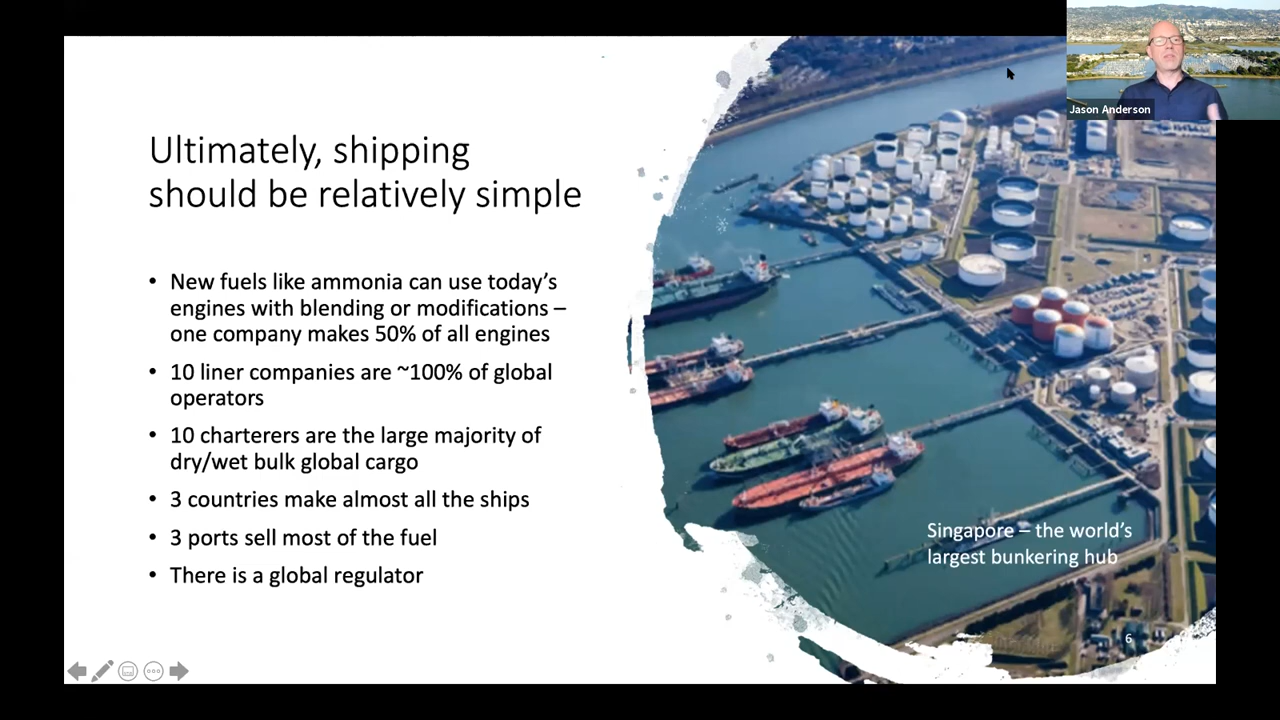 Jason Anderson
Ultimately, shipping
should be relatively simple
• New fuels like ammonia can use today's
engines with blending or modifications –
one company makes 50% of all engines
• 10 liner companies are ~100% of global
operators
• 10 charterers are the large majority of
dry/wet bulk global cargo
• 3 countries make almost all the ships
• 3 ports sell most of the fuel
• There is a global regulator
Singapore – the world's
largest bunkering hub
6